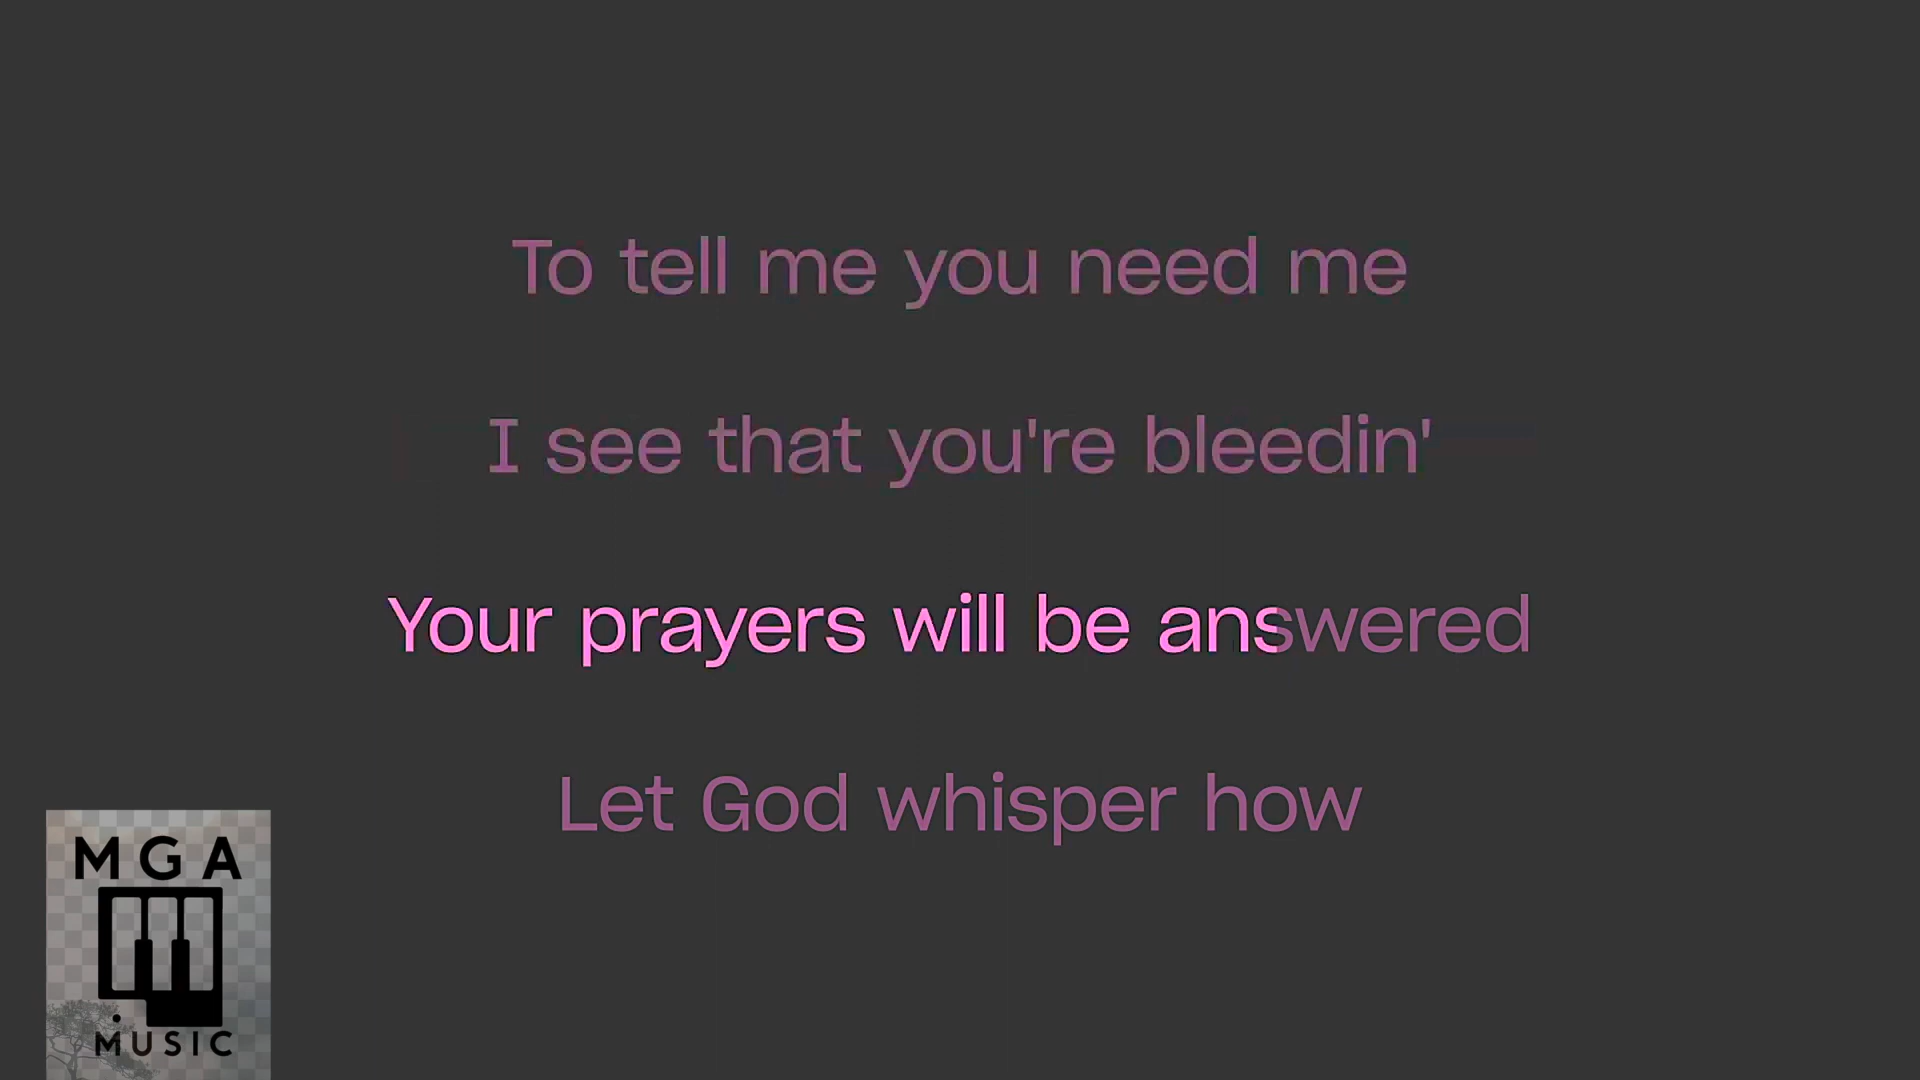 To tell me you need me
I see that you're bleedin'
Your prayers will be answered
Let God whisper how
MGA
MUSIC